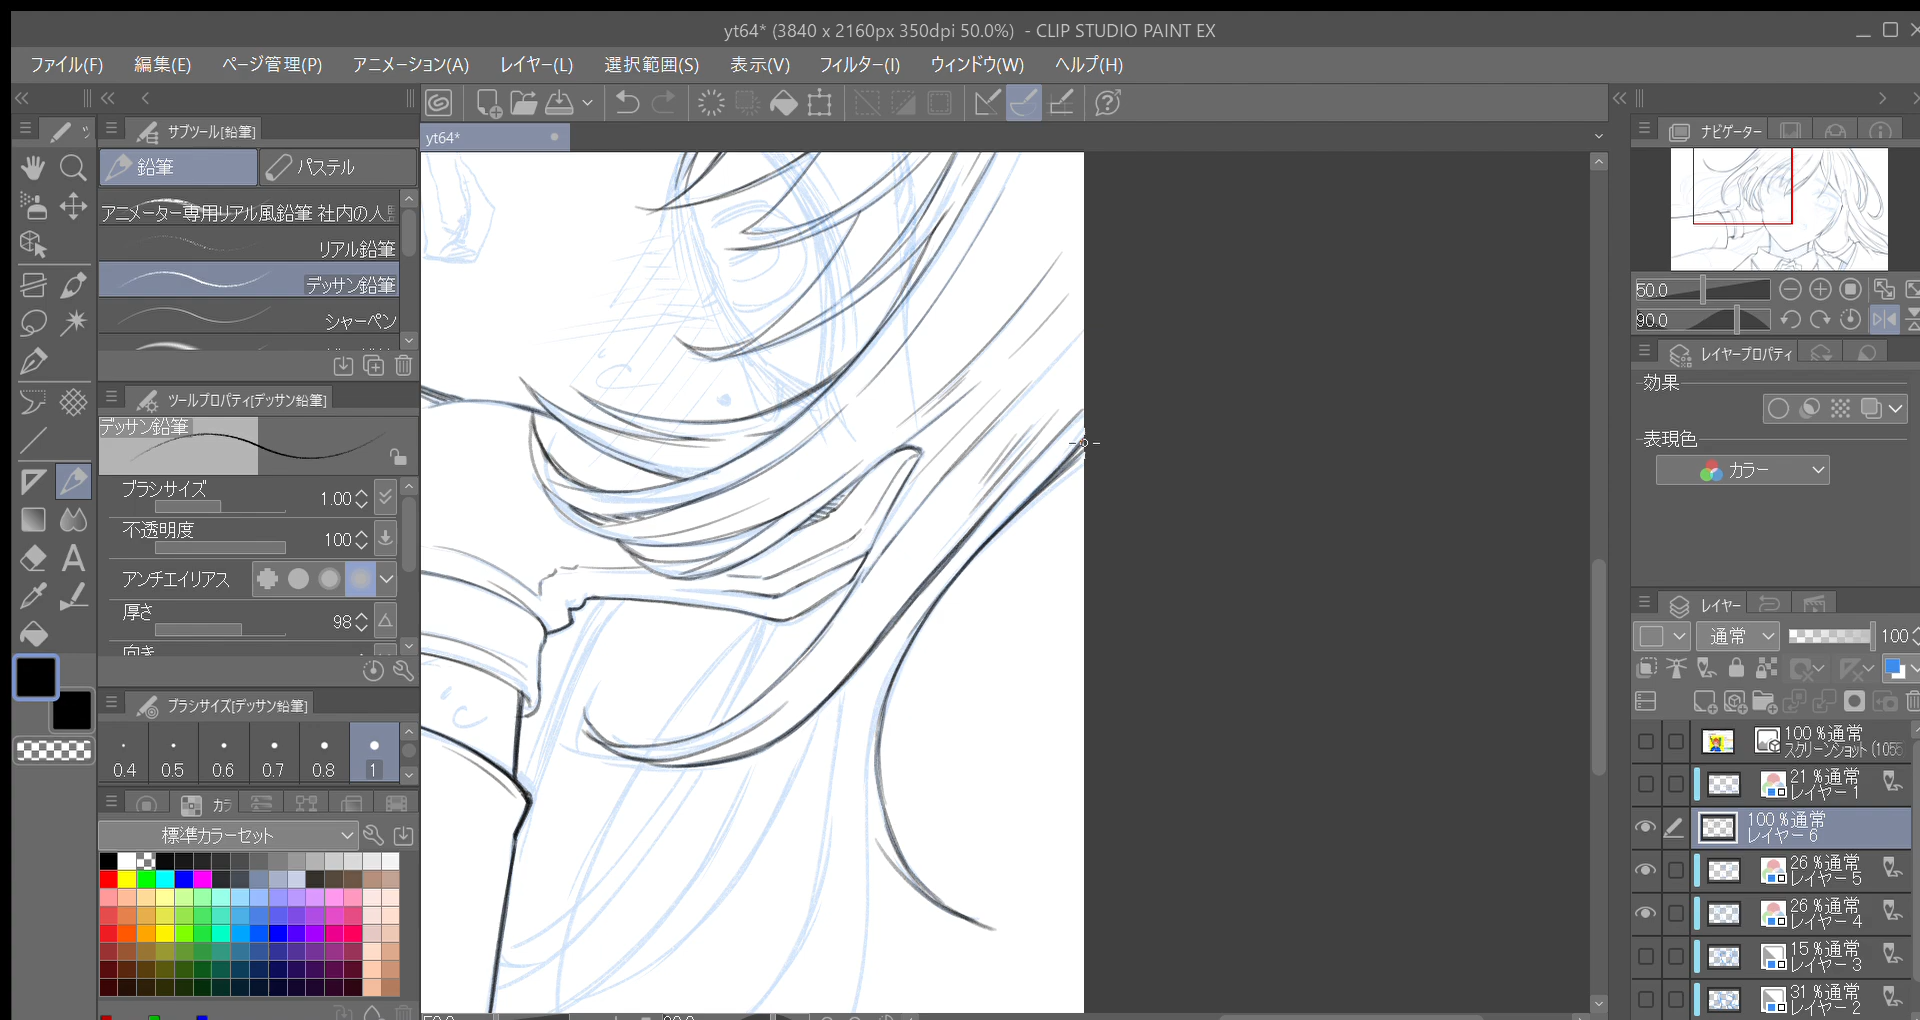 yt64* (3840 x 2160px 350dpi 50.0%) - CLIP STUDIO PAINT EX
ファイル(F) 編集(E) ページ管理(P) アニメーション(A) レイヤー(L) 選択範囲(S) 表示(V) フィルター(I) ウィンドウ(W) ヘルプ(H)
サブツール[鉛筆]
鉛筆 パステル
アニメーター専用リアル風鉛筆 社内の人
リアル鉛筆
デッサン鉛筆
シャーペン
ツールプロパティ[デッサン鉛筆]
デッサン鉛筆
ブラシサイズ 1.00
不透明度 100
アンチエイリアス
厚さ 98
向き
ブラシサイズ[デッサン鉛筆]
0.4 0.5 0.6 0.7 0.8 1
カラ
標準カラーセット
yt64*
ナビゲーター
50.0
90.0
レイヤープロパティ
効果
表現色
カラー
レイヤー
通常 100
100 %通常
スクリーンショット (1055
21 %通常
レイヤー 1
100 %通常
レイヤー 6
26 %通常
レイヤー 5
26 %通常
レイヤー 4
15 %通常
レイヤー 3
31 %通常
レイヤー 2